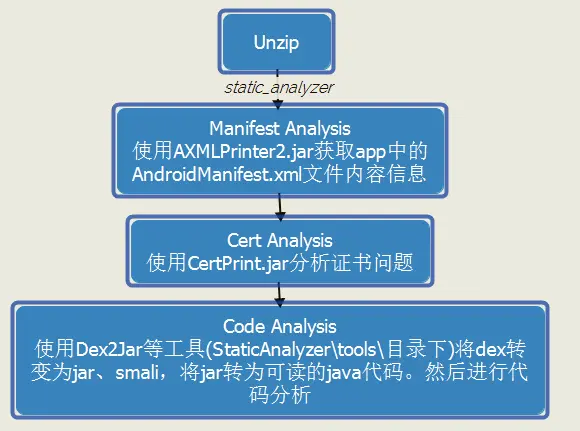 Unzip
static_analyzer
Manifest Analysis
使用AXMLPrinter2.jar获取app中的
AndroidManifest.xml文件内容信息
Cert Analysis
使用CertPrint.jar分析证书问题
Code Analysis
使用Dex2Jar等工具(StaticAnalyzer\tools\目录下)将dex转
变为jar、smali，将jar转为可读的java代码。然后进行代
码分析